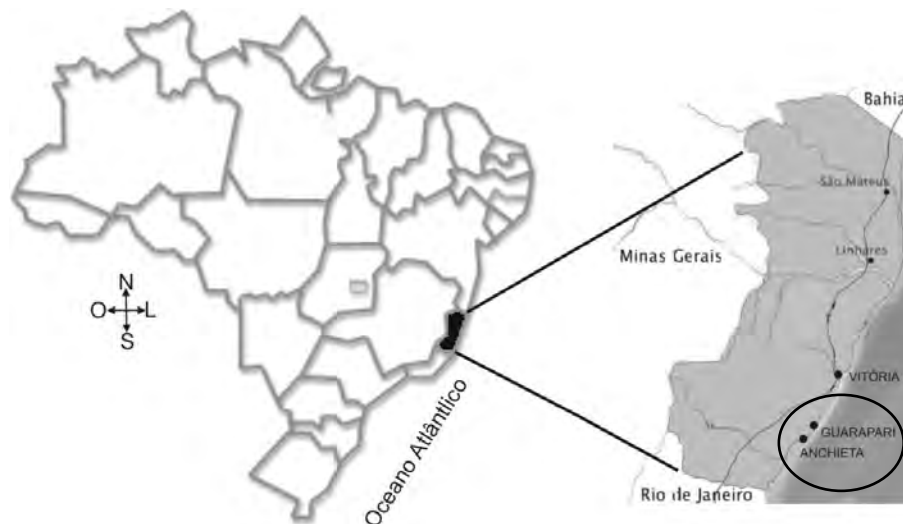 N
O L
S
Oceano Atlântico
Bahia
São Mateus
Linhares
Minas Gerais
VITÓRIA
GUARAPARI
ANCHIETA
Rio de Janeiro